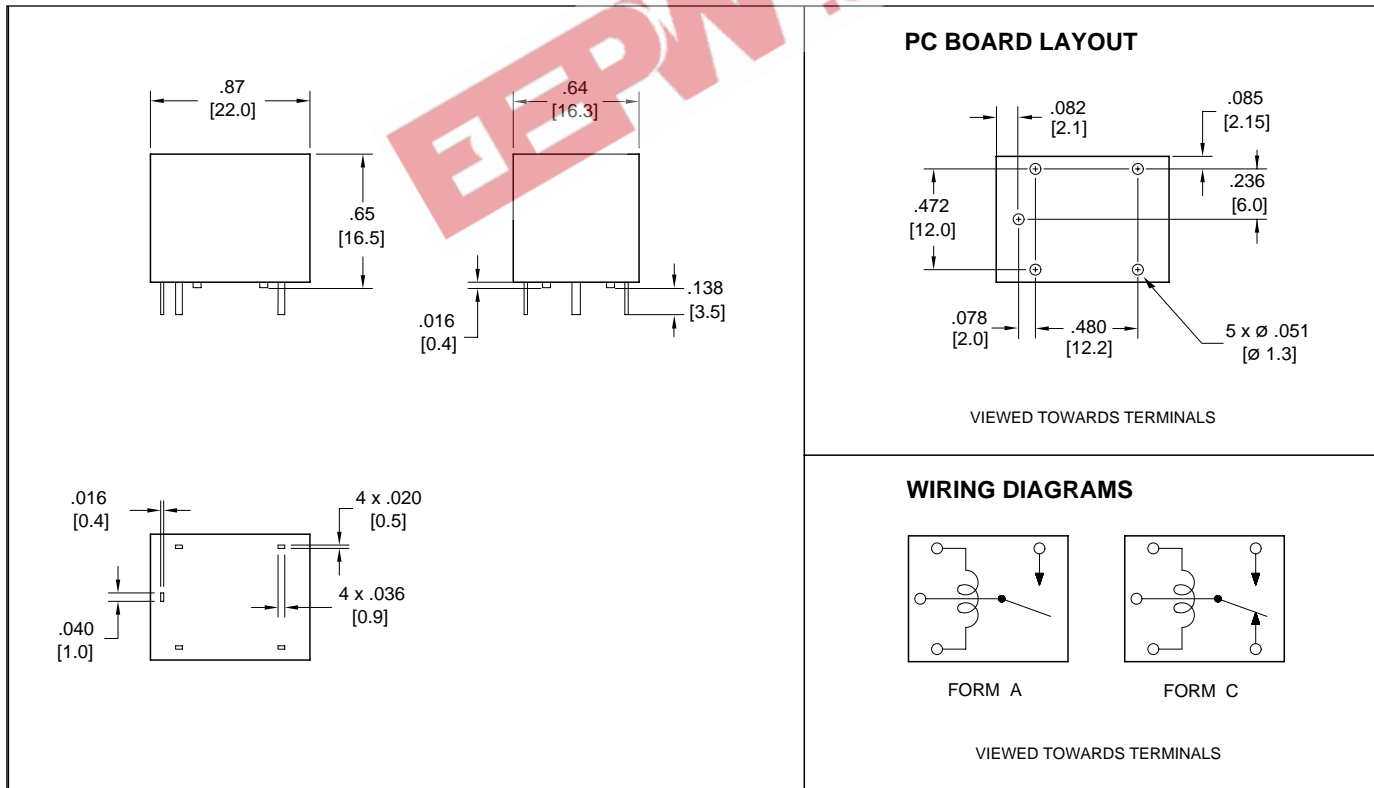 .87
[22.0]
.64
[16.3]
.65
[16.5]
.016
[0.4]
.138
[3.5]
.016
[0.4]
4 x .020
[0.5]
4 x .036
[0.9]
.040
[1.0]
EEPW
PC BOARD LAYOUT
.082
[2.1]
.085
[2.15]
.236
[6.0]
.472
[12.0]
.078
[2.0]
.480
[12.2]
5 x Ø .051
[Ø 1.3]
VIEWED TOWARDS TERMINALS
WIRING DIAGRAMS
FORM A
FORM C
VIEWED TOWARDS TERMINALS